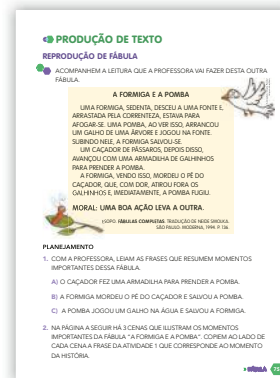 PRODUÇÃO DE TEXTO
REPRODUÇÃO DE FÁBULA
ACOMPANHEM A LEITURA QUE A PROFESSORA VAI FAZER DESTA OUTRA
FÁBULA.
A FORMIGA E A POMBA
UMA FORMIGA, SEDENTA, DESCEU A UMA FONTE E,
ARRASTADA PELA CORRENTEZA, ESTAVA PARA
AFOGAR-SE. UMA POMBA, AO VER ISSO, ARRANCOU
UM GALHO DE UMA ÁRVORE E JOGOU NA FONTE.
SUBINDO NELE, A FORMIGA SALVOU-SE.
UM CAÇADOR DE PÁSSAROS, DEPOIS DISSO,
AVANÇOU COM UMA ARMADILHA DE GALHINHOS
PARA PRENDER A POMBA.
A FORMIGA, VENDO ISSO, MORDEU O PÉ DO
CAÇADOR, QUE, COM DOR, ATIROU FORA OS
GALHINHOS E, IMEDIATAMENTE, A POMBA FUGIU.
MORAL: UMA BOA AÇÃO LEVA A OUTRA.
ESOPO. FÁBULAS COMPLETAS. TRADUÇÃO DE NEIDE SMOLKA.
SÃO PAULO: MODERNA, 1994. P. 136.
PLANEJAMENTO
1. COM A PROFESSORA, LEIAM AS FRASES QUE RESUMEM MOMENTOS
IMPORTANTES DESSA FÁBULA.
A) O CAÇADOR FEZ UMA ARMADILHA PARA PRENDER A POMBA.
B) A FORMIGA MORDEU O PÉ DO CAÇADOR E SALVOU A POMBA.
C) A POMBA JOGOU UM GALHO NA ÁGUA E SALVOU A FORMIGA.
2. NA PÁGINA A SEGUIR HÁ 3 CENAS QUE ILUSTRAM OS MOMENTOS
IMPORTANTES DA FÁBULA "A FORMIGA E A POMBA". COPIEM AO LADO DE
CADA CENA A FRASE DA ATIVIDADE 1 QUE CORRESPONDE AO MOMENTO
DA HISTÓRIA.
FÁBULA 75